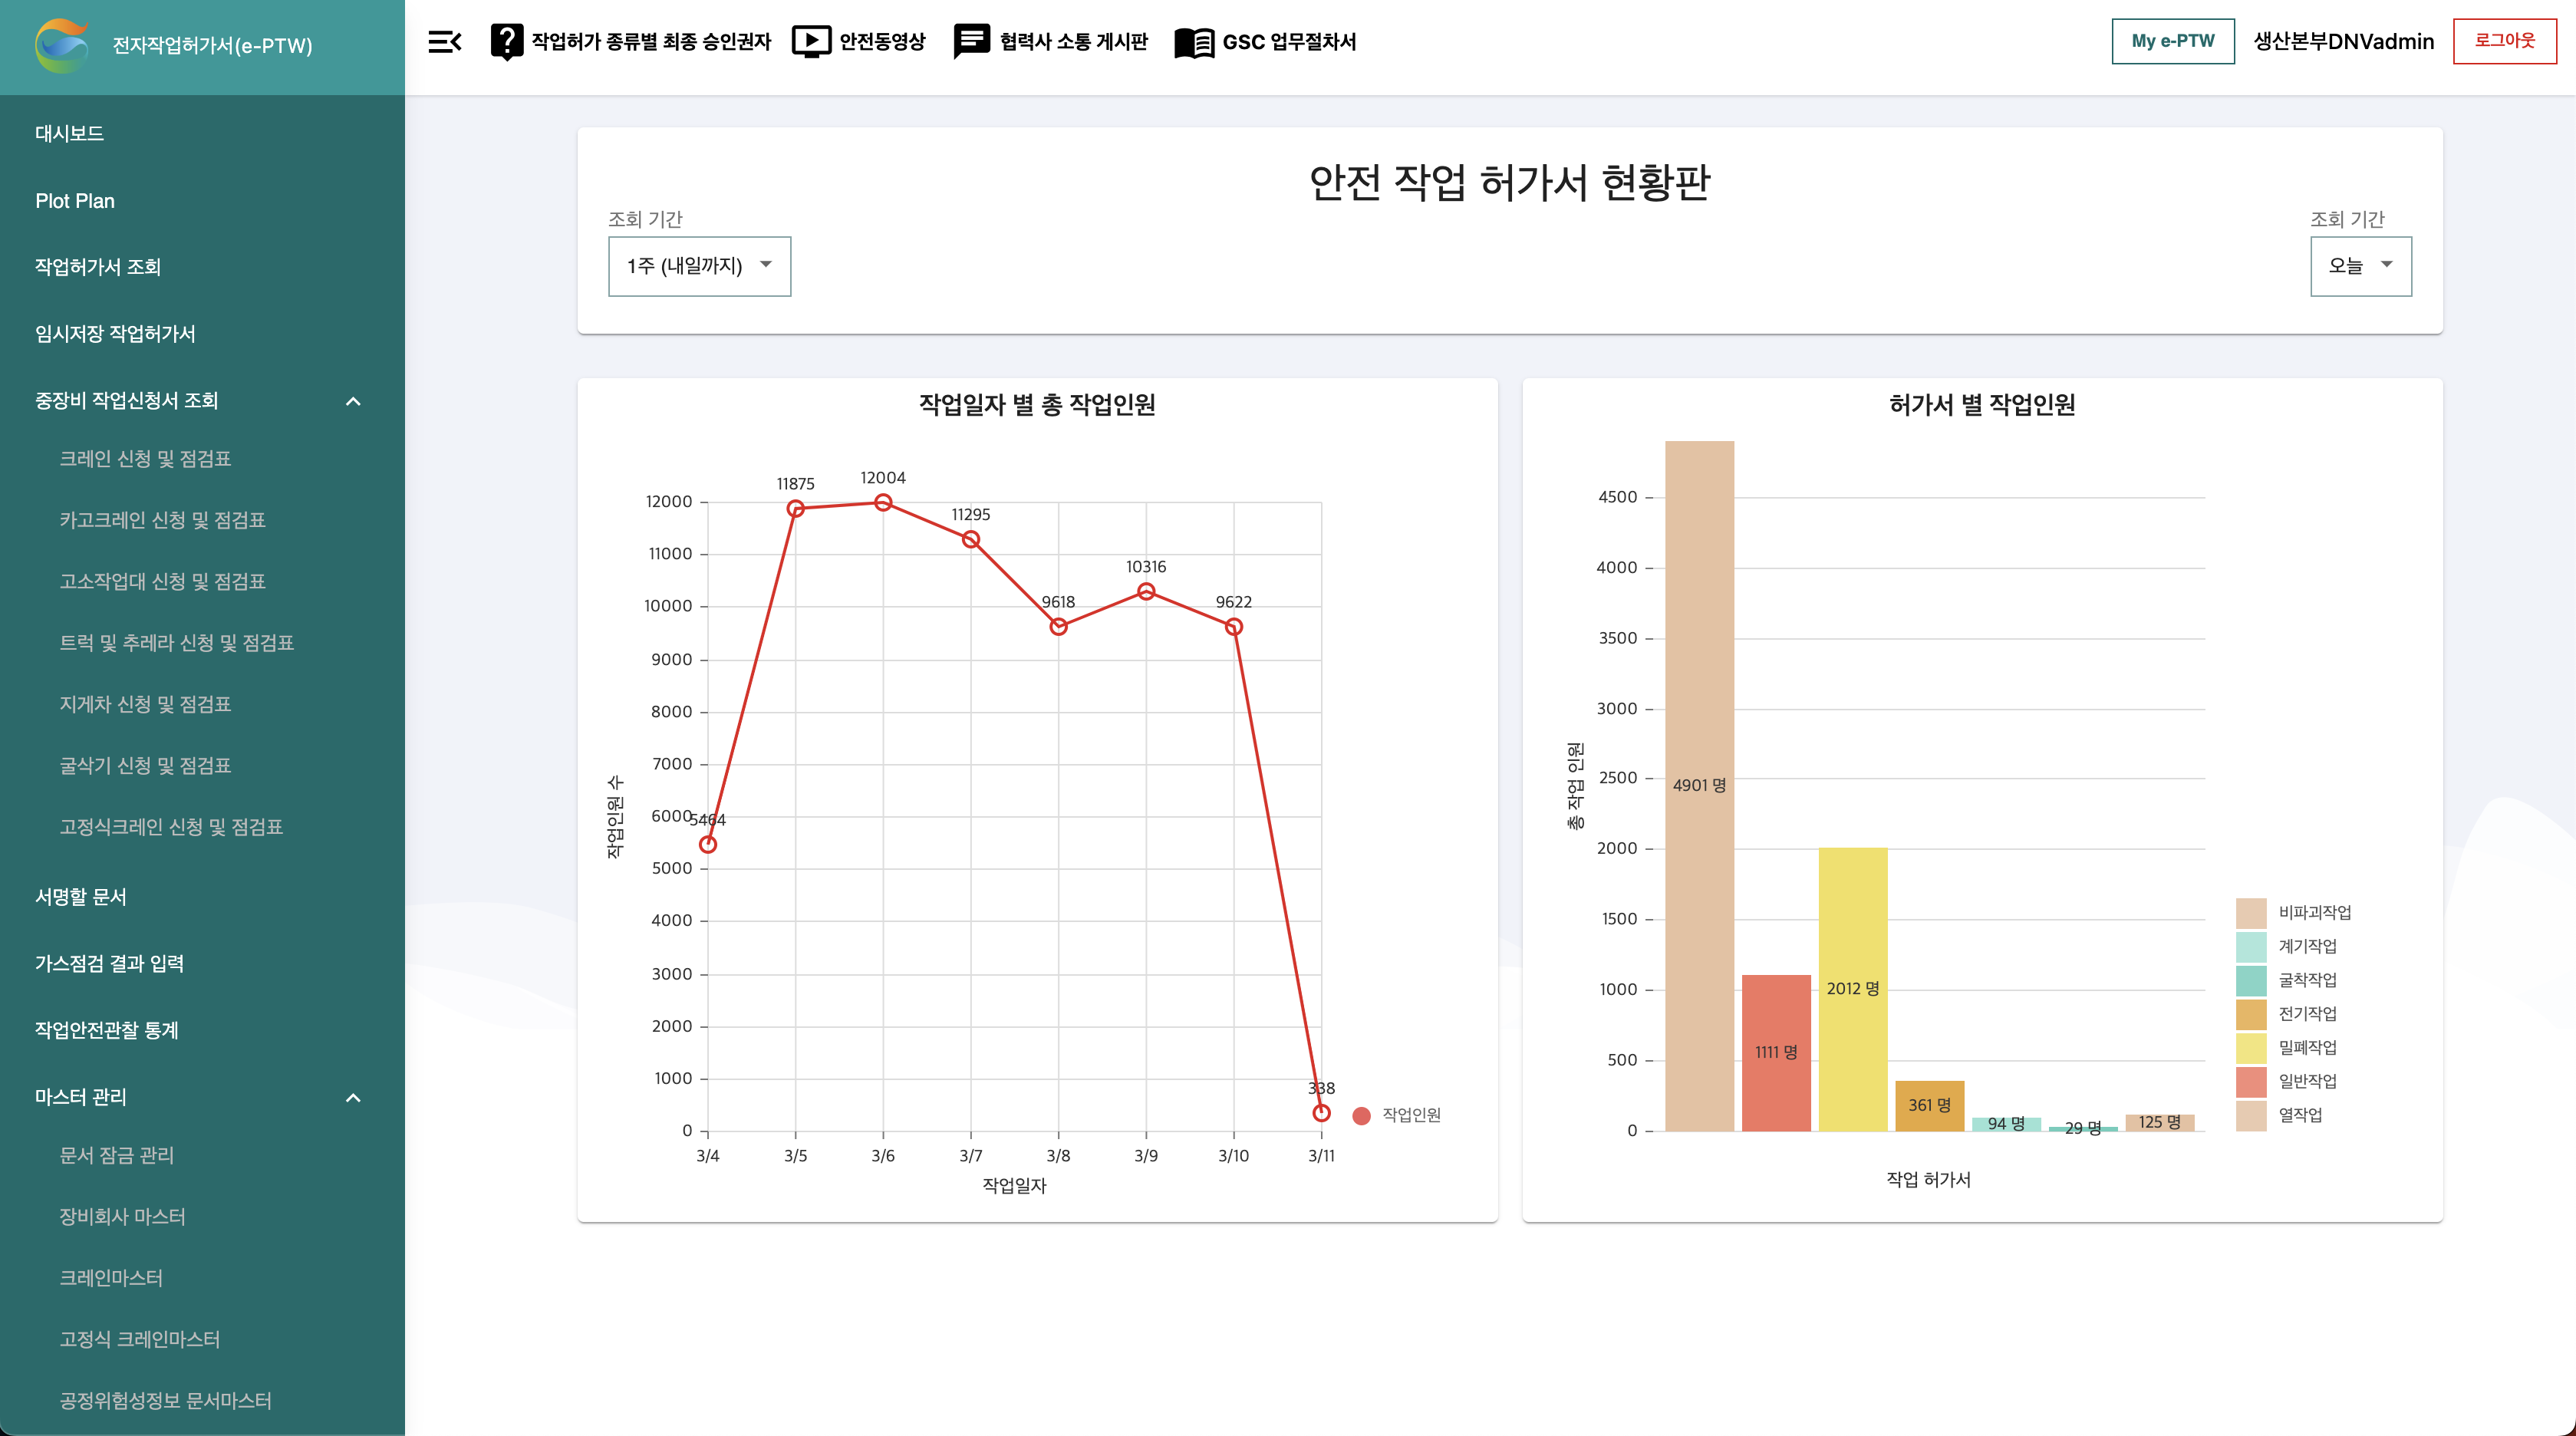 전자작업허가서(e-PTW)
작업허가 종류별 최종 승인권자
안전동영상
협력사 소통 게시판
GSC 업무절차서
My e-PTW
생산본부DNVadmin
로그아웃
대시보드
Plot Plan
작업허가서 조회
임시저장 작업허가서
중장비 작업신청서 조회
크레인 신청 및 점검표
카고크레인 신청 및 점검표
고소작업대 신청 및 점검표
트럭 및 추레라 신청 및 점검표
지게차 신청 및 점검표
굴삭기 신청 및 점검표
고정식크레인 신청 및 점검표
서명할 문서
가스점검 결과 입력
작업안전관찰 통계
마스터 관리
문서 잠금 관리
장비회사 마스터
크레인마스터
고정식 크레인마스터
공정위험성정보 문서마스터
안전 작업 허가서 현황판
조회 기간
1주 (내일까지)
조회 기간
오늘
작업일자 별 총 작업인원
12000
11000
10000
9000
8000
7000
6000
5000
4000
3000
2000
1000
0
작업인원 수
5464
11875
12004
11295
9618
10316
9622
338
3/4
3/5
3/6
3/7
3/8
3/9
3/10
3/11
작업일자
작업인원
허가서 별 작업인원
4500
4000
3500
3000
2500
2000
1500
1000
500
0
총 작업 인원
4901 명
1111 명
2012 명
361 명
94 명
29 명
125 명
작업 허가서
비파괴작업
계기작업
굴착작업
전기작업
밀폐작업
일반작업
열작업